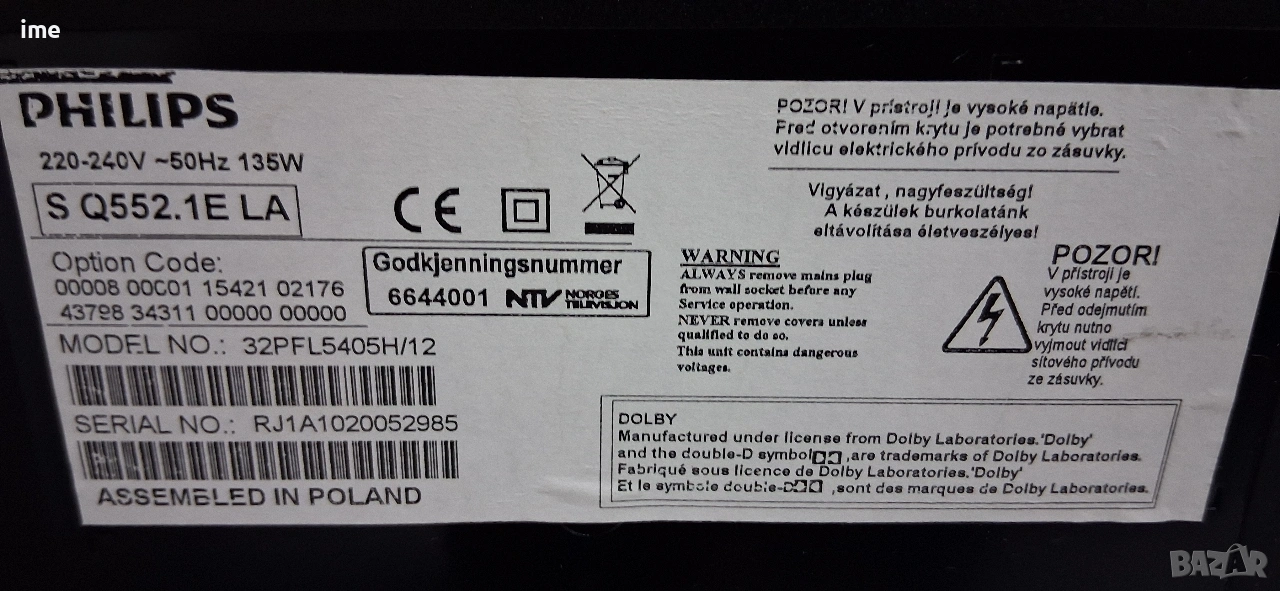 ime
PHILIPS
220-240V ~50Hz 135W
S Q552.1E LA
Option Code:
00008 00001 15421 02176
43798 34311 00000 00000
MODEL NO.: 32PFL5405H/12
SERIAL NO.: RJ1A1020052985
ASSEMBLED IN POLAND
CE
Godkjenningsnummer
6644001 NTV NORGES
TELEVISJON
POZOR! V prístroji je vysoké napätie.
Pred otvorením krytu je potrebné vybrat
vidlicu elektrického prívodu zo zásuvky.
Vigyázat, nagyfeszültség!
A készülek burkolatánk
eltávolítása életveszélyes!
WARNING
ALWAYS remove mains plug
from wall socket before any
Service operation.
NEVER remove covers unless
qualified to do so.
This unit contains dangerous
voltages.
POZOR!
V přístroji je
vysoké napětí.
Před odejmutím
krytu nutno
vyjmout vidlici
síťového přívodu
ze zásuvky.
DOLBY
Manufactured under license from Dolby Laboratories.'Dolby'
and the double-D symbol ,are trademarks of Dolby Laboratories.
Fabriqué sous licence de Dolby Laboratories.'Dolby'
Et le symbole double-D ,sont des marques de Dolby Laboratories.
BAZAR